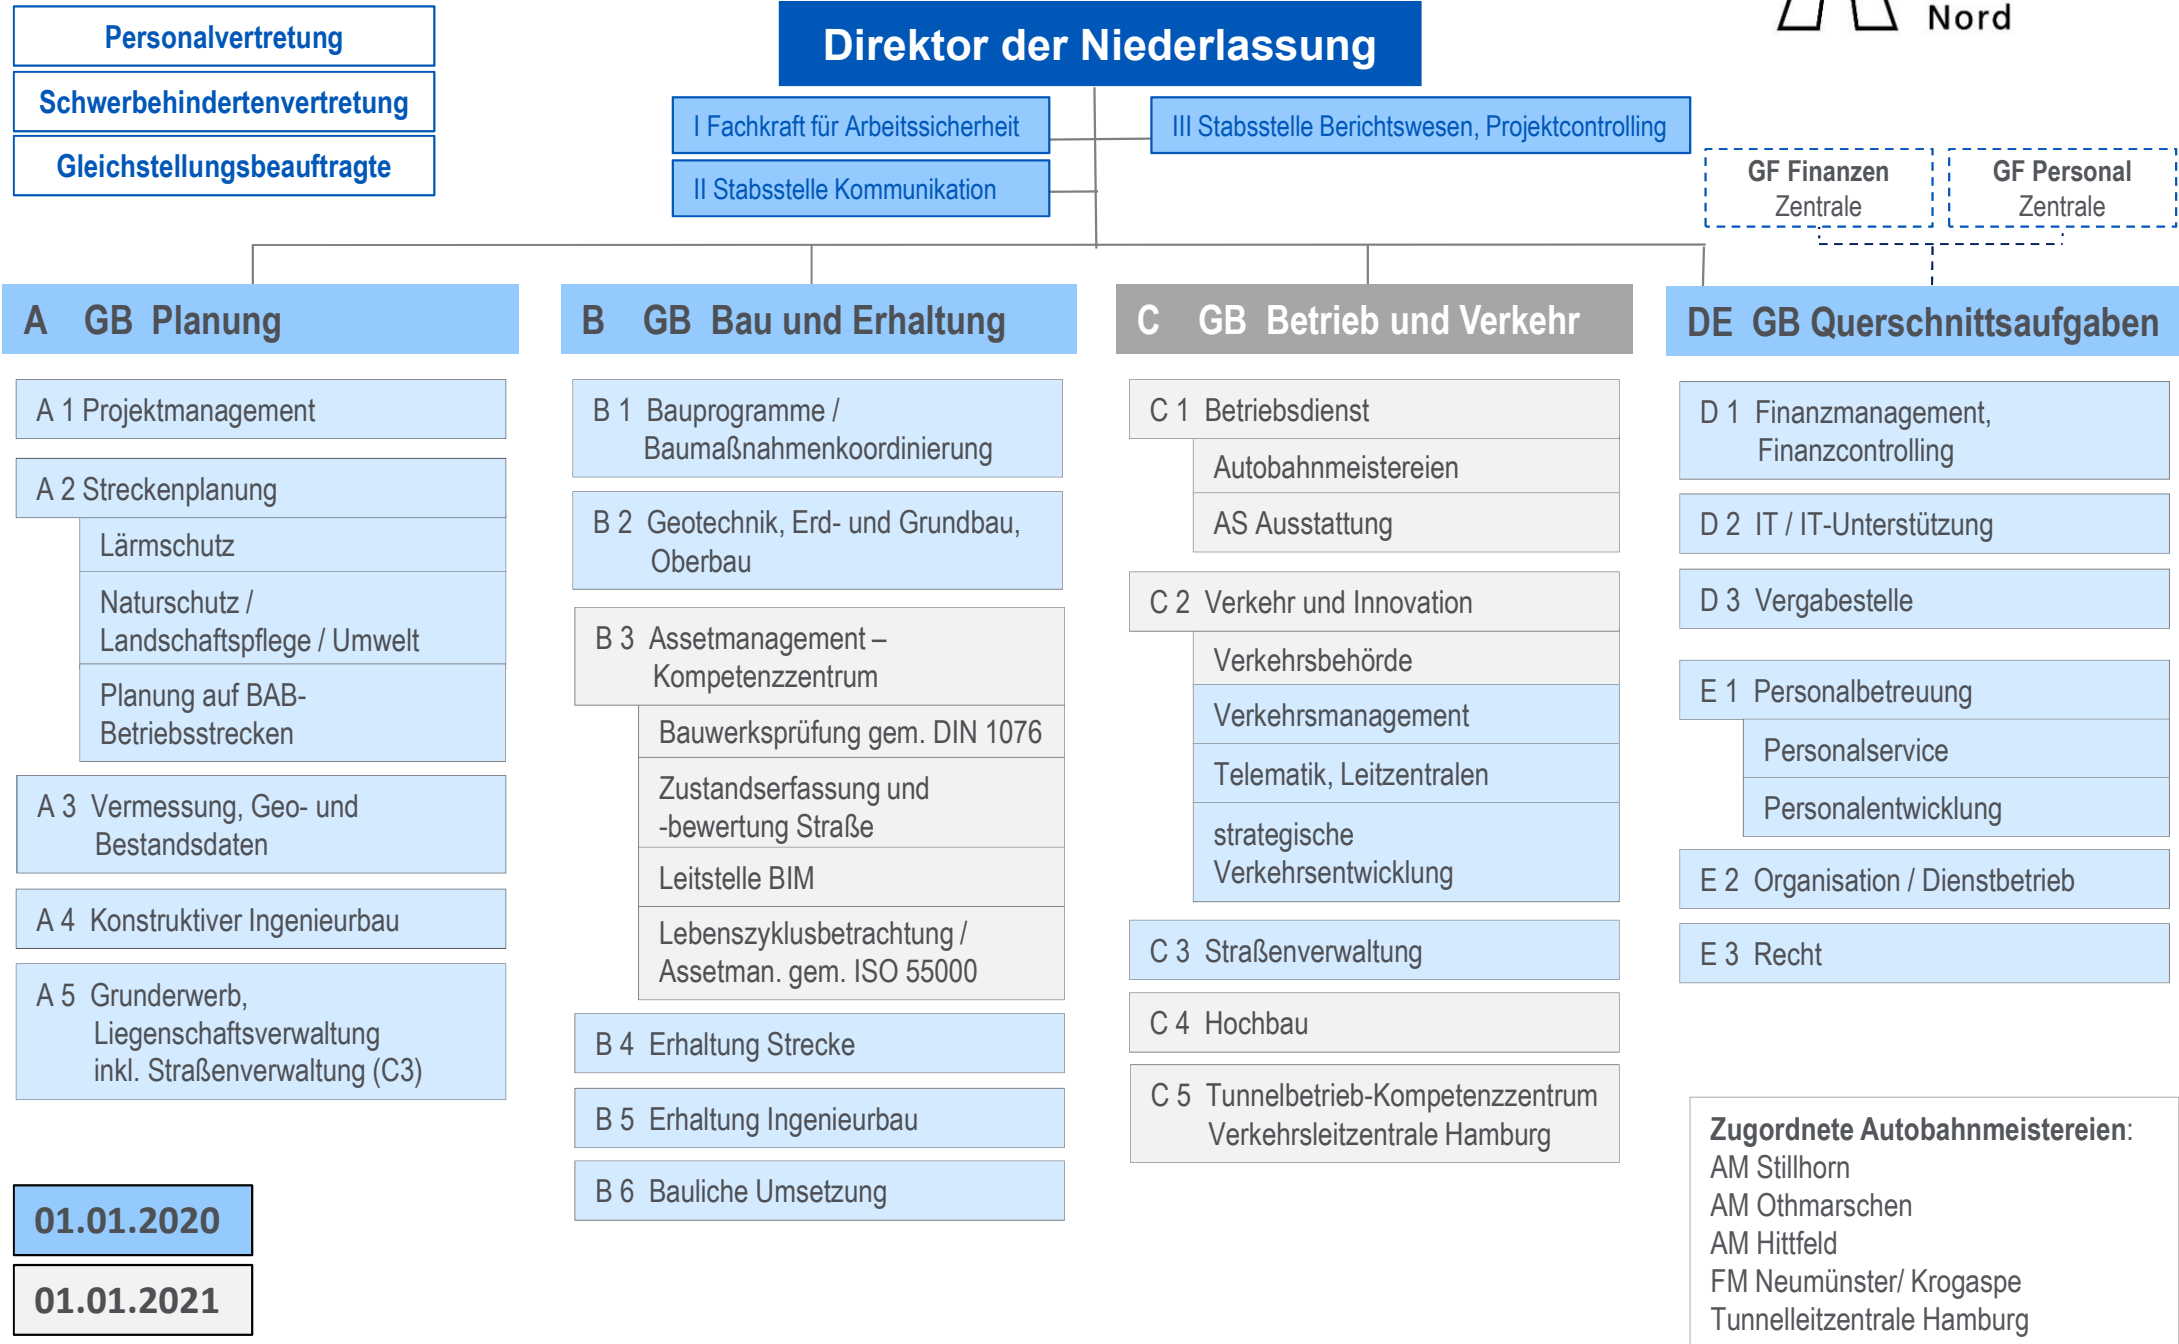 Nord
Personalvertretung
Schwerbehindertenvertretung
Gleichstellungsbeauftragte
Direktor der Niederlassung
I Fachkraft für Arbeitssicherheit
III Stabsstelle Berichtswesen, Projektcontrolling
II Stabsstelle Kommunikation
GF Finanzen
Zentrale
GF Personal
Zentrale
A GB Planung
A 1 Projektmanagement
A 2 Streckenplanung
Lärmschutz
Naturschutz /
Landschaftspflege / Umwelt
Planung auf BAB-
Betriebsstrecken
A 3 Vermessung, Geo- und
Bestandsdaten
A 4 Konstruktiver Ingenieurbau
A 5 Grunderwerb,
Liegenschaftsverwaltung
inkl. Straßenverwaltung (C3)
B GB Bau und Erhaltung
B 1 Bauprogramme /
Baumaßnahmenkoordinierung
B 2 Geotechnik, Erd- und Grundbau,
Oberbau
B 3 Assetmanagement –
Kompetenzzentrum
Bauwerksprüfung gem. DIN 1076
Zustandserfassung und
-bewertung Straße
Leitstelle BIM
Lebenszyklusbetrachtung /
Assetman. gem. ISO 55000
B 4 Erhaltung Strecke
B 5 Erhaltung Ingenieurbau
B 6 Bauliche Umsetzung
C GB Betrieb und Verkehr
C 1 Betriebsdienst
Autobahnmeistereien
AS Ausstattung
C 2 Verkehr und Innovation
Verkehrsbehörde
Verkehrsmanagement
Telematik, Leitzentralen
strategische
Verkehrsentwicklung
C 3 Straßenverwaltung
C 4 Hochbau
C 5 Tunnelbetrieb-Kompetenzzentrum
Verkehrsleitzentrale Hamburg
DE GB Querschnittsaufgaben
D 1 Finanzmanagement,
Finanzcontrolling
D 2 IT / IT-Unterstützung
D 3 Vergabestelle
E 1 Personalbetreuung
Personalservice
Personalentwicklung
E 2 Organisation / Dienstbetrieb
E 3 Recht
Zugordnete Autobahnmeistereien:
AM Stillhorn
AM Othmarschen
AM Hittfeld
FM Neumünster/ Krogaspe
Tunnelleitzentrale Hamburg
01.01.2020
01.01.2021